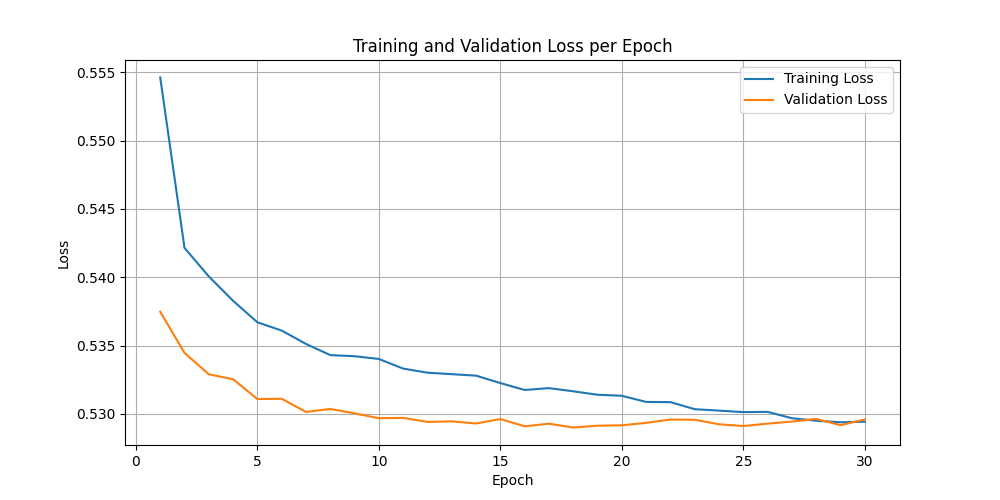 Training and Validation Loss per Epoch
Training Loss
Validation Loss
Loss
0.555
0.550
0.545
0.540
0.535
0.530
0 5 10 15 20 25 30
Epoch